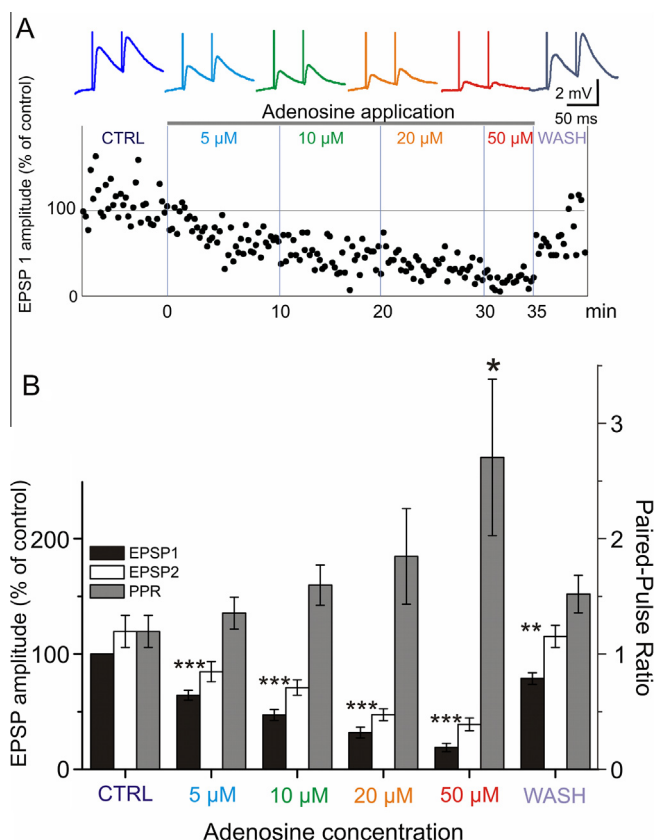 A
2 mV
50 ms
Adenosine application
CTRL 5 µM 10 µM 20 µM 50 µM WASH
EPSP 1 amplitude (% of control)
100
0
0 10 20 30 35 min
B
*
3
200 2
EPSP1
EPSP2
PPR
EPSP amplitude (% of control)
Paired-Pulse Ratio
100 *** *** *** *** ** 1
0 0
CTRL 5 µM 10 µM 20 µM 50 µM WASH
Adenosine concentration